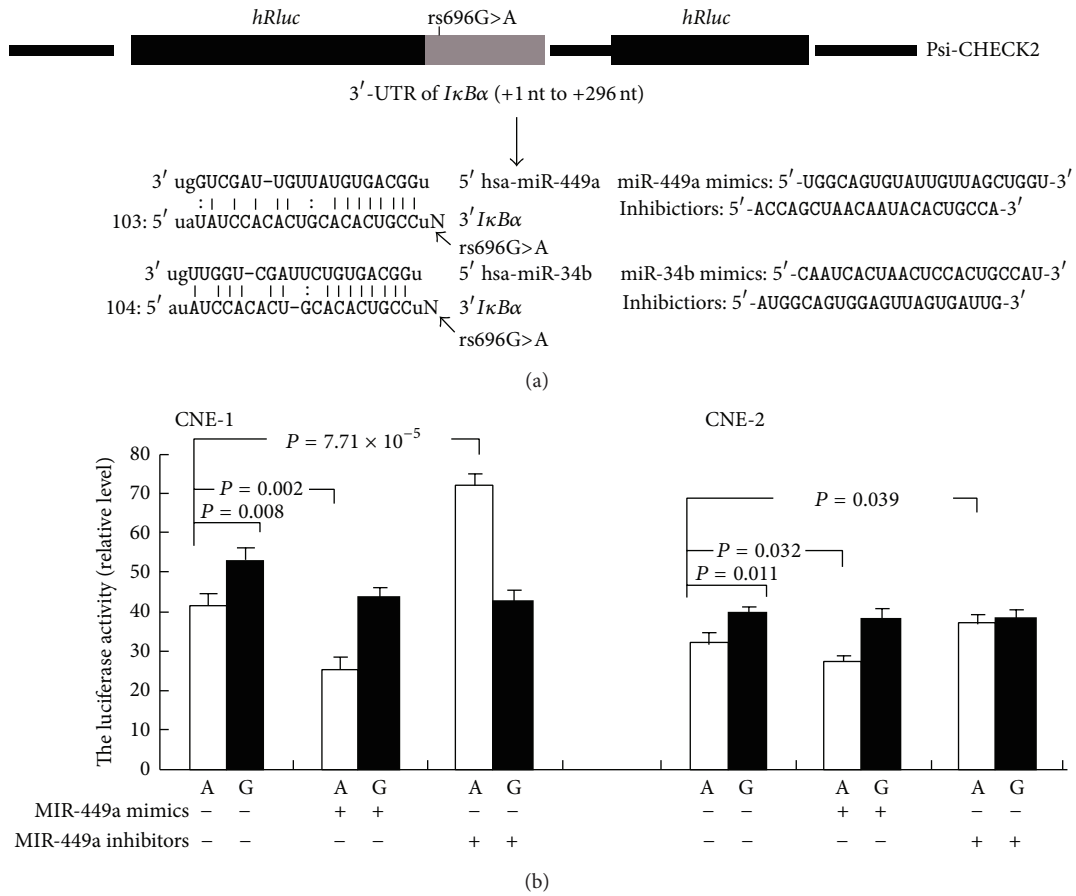 hRluc rs696G>A hRluc
Psi-CHECK2
3′-UTR of IκBα (+1 nt to +296 nt)
3′ ugGUCGAU-UGUUAUGUGACGGu 5′ hsa-miR-449a miR-449a mimics: 5′-UGGCAGUGUAUUGUUAGCUGGU-3′
103: 5′ uaUAUCCACACUGCACACUGCCuN 3′IκBα Inhibictiors: 5′-ACCAGCUAACAAUACACUGCCA-3′
rs696G>A
3′ ugUUGGU-CGAUUCUGUGACGGu 5′ hsa-miR-34b miR-34b mimics: 5′-CAAUCACUAACUCCACUGCCAU-3′
104: 5′ auAUCCACACU-GCACACUGCCuN 3′IκBα Inhibictiors: 5′-AUGGCAGUGGAGUUAGUGAUUG-3′
rs696G>A
(a)
CNE-1 CNE-2
The luciferase activity (relative level)
80
70
60
50
40
30
20
10
0
P = 7.71 × 10−5
P = 0.002
P = 0.008
P = 0.039
P = 0.032
P = 0.011
A G A G A G A G A G A G
MIR-449a mimics − − + + − − − − + + − −
MIR-449a inhibitors − − − − + + − − − − + +
(b)